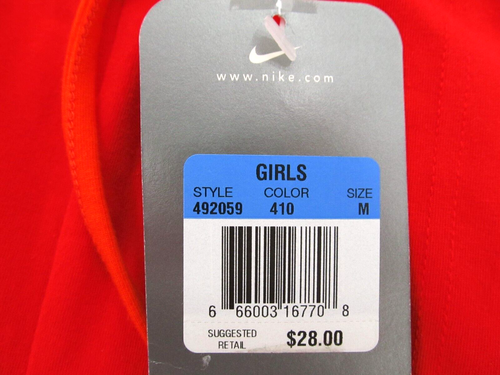 www.nike.com
GIRLS
STYLE COLOR SIZE
492059 410 M
6 66003 16770 8
SUGGESTED
RETAIL $28.00